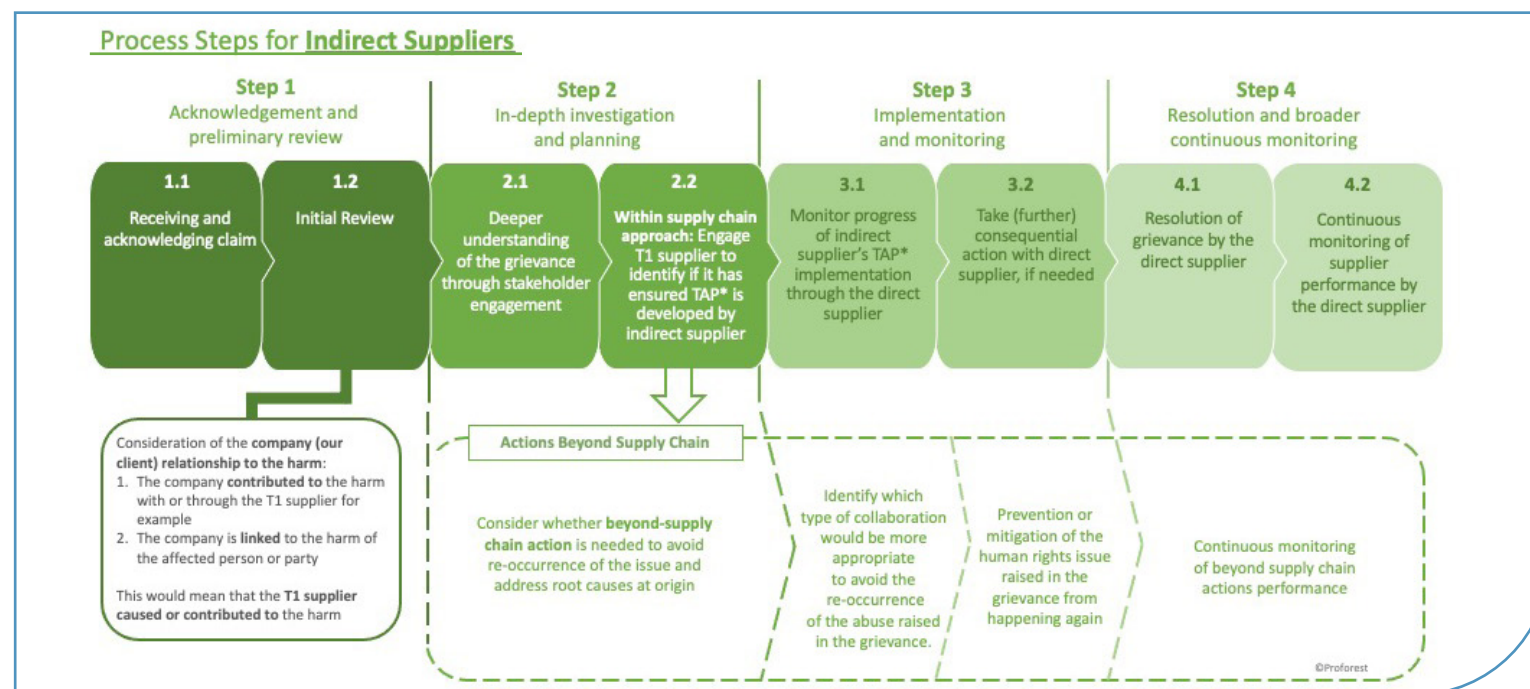 Process Steps for Indirect Suppliers
Step 1
Acknowledgement and
preliminary review
Step 2
In-depth investigation
and planning
Step 3
Implementation
and monitoring
Step 4
Resolution and broader
continuous monitoring
1.1
Receiving and
acknowledging claim
1.2
Initial Review
2.1
Deeper
understanding
of the grievance
through stakeholder
engagement
2.2
Within supply chain
approach: Engage
T1 supplier to
identify if it has
ensured TAP* is
developed by
indirect supplier
3.1
Monitor progress
of indirect
supplier's TAP*
implementation
through the direct
supplier
3.2
Take (further)
consequential
action with direct
supplier, if needed
4.1
Resolution of
grievance by the
direct supplier
4.2
Continuous
monitoring of
supplier
performance by
the direct supplier
Consideration of the company (our
client) relationship to the harm:
1. The company contributed to the harm
with or through the T1 supplier for
example
2. The company is linked to the harm of
the affected person or party
This would mean that the T1 supplier
caused or contributed to the harm
Actions Beyond Supply Chain
Consider whether beyond-supply
chain action is needed to avoid
re-occurrence of the issue and
address root causes at origin
Identify which
type of collaboration
would be more
appropriate
to avoid the
re-occurrence
of the abuse raised
in the grievance.
Prevention or
mitigation of the
human rights issue
raised in the
grievance from
happening again
Continuous monitoring
of beyond supply chain
actions performance
©Proforest